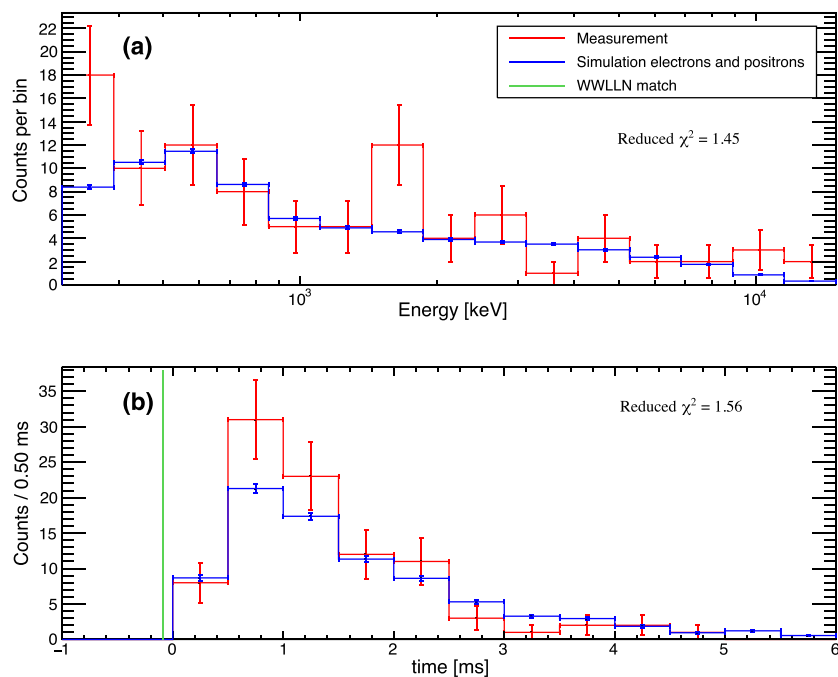 (a)
Measurement
Simulation electrons and positrons
WWLLN match
Reduced χ² = 1.45
Counts per bin
22
20
18
16
14
12
10
8
6
4
2
0
10³
10⁴
Energy [keV]
(b)
Reduced χ² = 1.56
Counts / 0.50 ms
35
30
25
20
15
10
5
0
−1 0 1 2 3 4 5 6
time [ms]